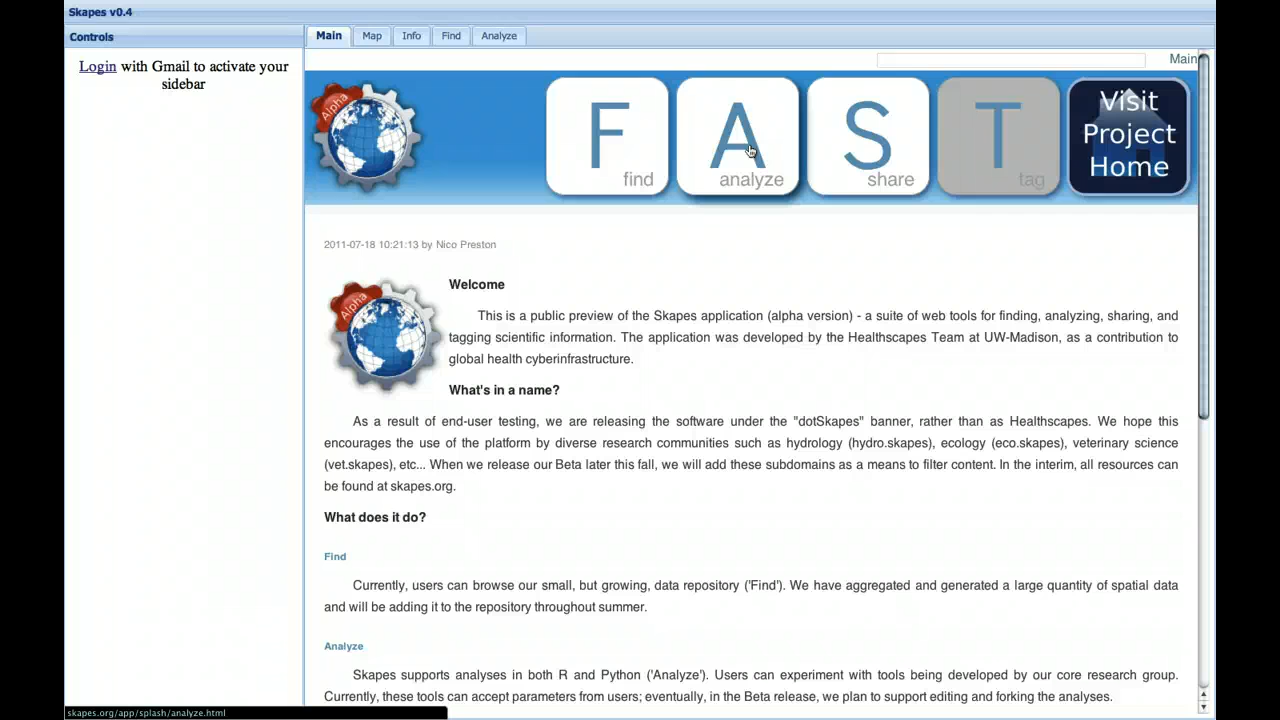 Skapes v0.4
Controls
Main Map Info Find Analyze
Login with Gmail to activate your
sidebar
Main
Alpha
F find
A analyze
S share
T tag
Visit
Project
Home
2011-07-18 10:21:13 by Nico Preston
Alpha
Welcome
This is a public preview of the Skapes application (alpha version) - a suite of web tools for finding, analyzing, sharing, and
tagging scientific information. The application was developed by the Healthscapes Team at UW-Madison, as a contribution to
global health cyberinfrastructure.
What's in a name?
As a result of end-user testing, we are releasing the software under the "dotSkapes" banner, rather than as Healthscapes. We hope this
encourages the use of the platform by diverse research communities such as hydrology (hydro.skapes), ecology (eco.skapes), veterinary science
(vet.skapes), etc... When we release our Beta later this fall, we will add these subdomains as a means to filter content. In the interim, all resources can
be found at skapes.org.
What does it do?
Find
Currently, users can browse our small, but growing, data repository ('Find'). We have aggregated and generated a large quantity of spatial data
and will be adding it to the repository throughout summer.
Analyze
Skapes supports analyses in both R and Python ('Analyze'). Users can experiment with tools being developed by our core research group.
Currently, these tools can accept parameters from users; eventually, in the Beta release, we plan to support editing and forking the analyses.
skapes.org/app/splash/analyze.html